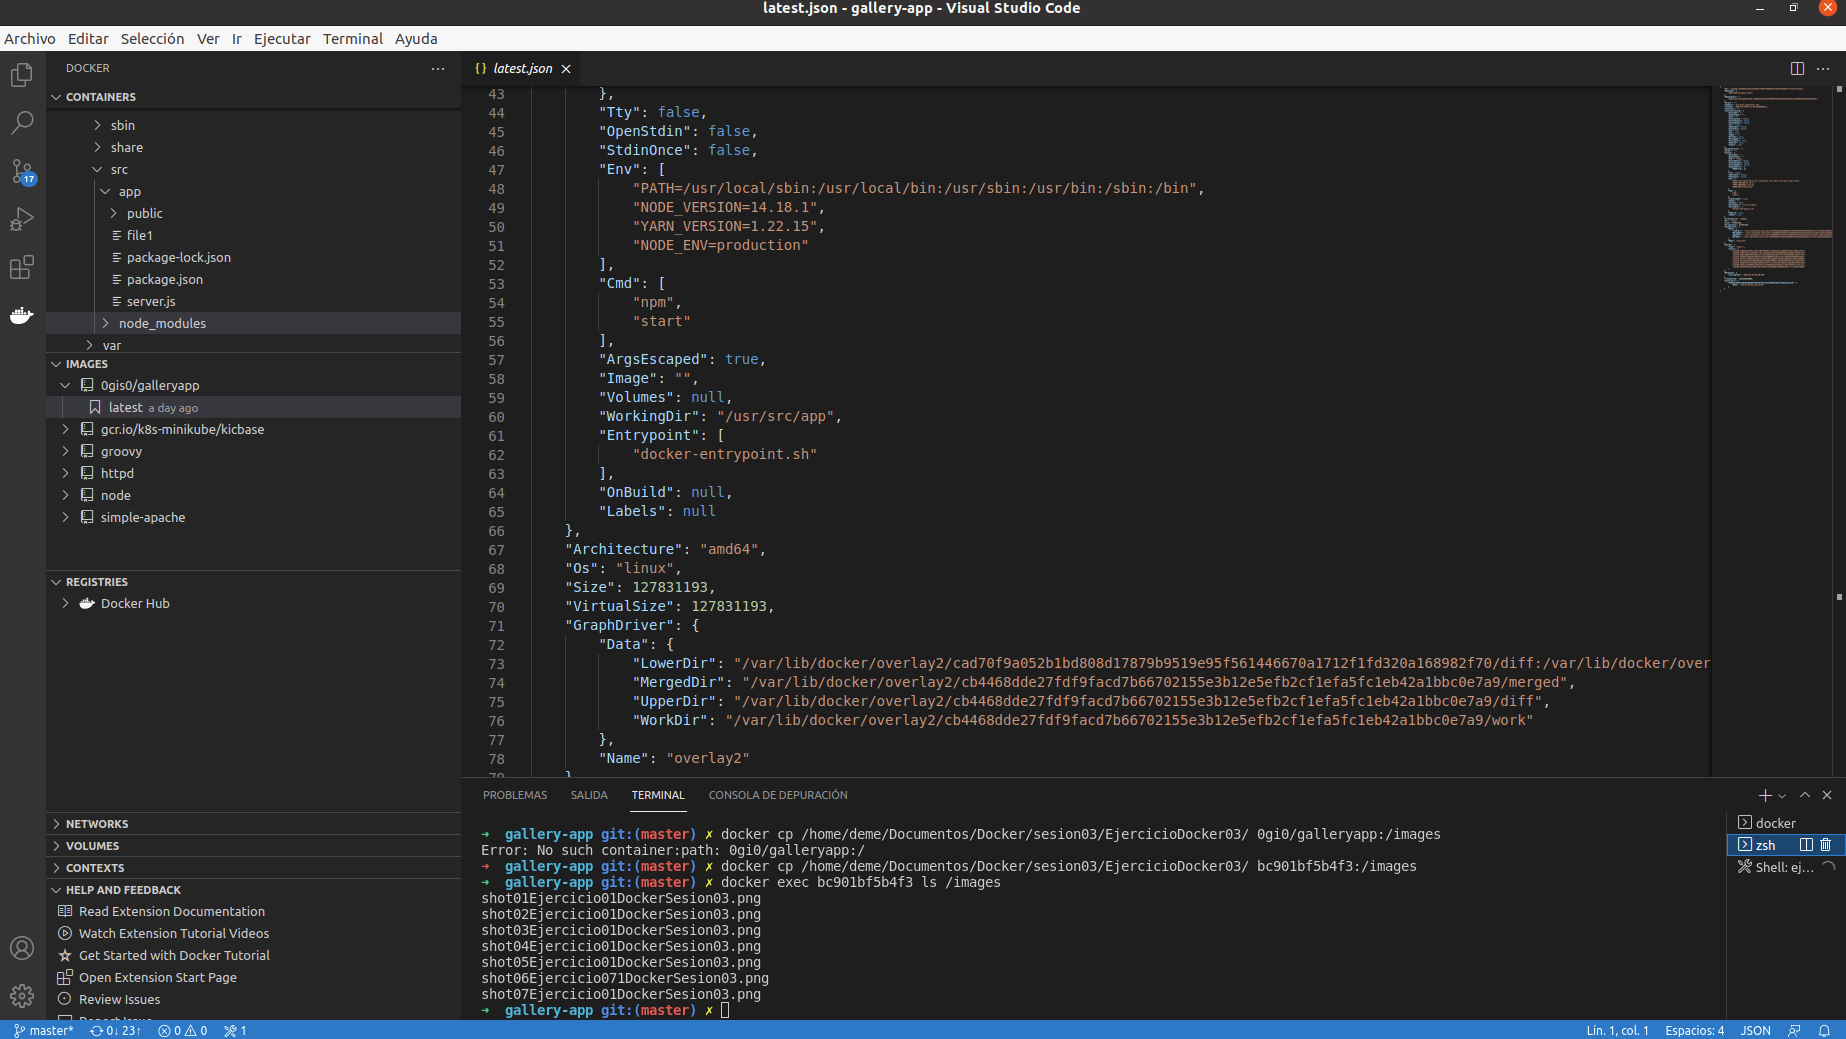 latest.json - gallery-app - Visual Studio Code
Archivo Editar Selección Ver Ir Ejecutar Terminal Ayuda
DOCKER
CONTAINERS
sbin
share
src
app
public
file1
package-lock.json
package.json
server.js
node_modules
var
IMAGES
0gis0/galleryapp
latest a day ago
gcr.io/k8s-minikube/kicbase
groovy
httpd
node
simple-apache
REGISTRIES
Docker Hub
NETWORKS
VOLUMES
CONTEXTS
HELP AND FEEDBACK
Read Extension Documentation
Watch Extension Tutorial Videos
Get Started with Docker Tutorial
Open Extension Start Page
Review Issues
Report Issue
17
{} latest.json
43 },
44 "Tty": false,
45 "OpenStdin": false,
46 "StdinOnce": false,
47 "Env": [
48 "PATH=/usr/local/sbin:/usr/local/bin:/usr/sbin:/usr/bin:/sbin:/bin",
49 "NODE_VERSION=14.18.1",
50 "YARN_VERSION=1.22.15",
51 "NODE_ENV=production"
52 ],
53 "Cmd": [
54 "npm",
55 "start"
56 ],
57 "ArgsEscaped": true,
58 "Image": "",
59 "Volumes": null,
60 "WorkingDir": "/usr/src/app",
61 "Entrypoint": [
62 "docker-entrypoint.sh"
63 ],
64 "OnBuild": null,
65 "Labels": null
66 },
67 "Architecture": "amd64",
68 "Os": "linux",
69 "Size": 127831193,
70 "VirtualSize": 127831193,
71 "GraphDriver": {
72 "Data": {
73 "LowerDir": "/var/lib/docker/overlay2/cad70f9a052b1bd808d17879b9519e95f561446670a1712f1fd320a168982f70/diff:/var/lib/docker/over
74 "MergedDir": "/var/lib/docker/overlay2/cb4468dde27fdf9facd7b66702155e3b12e5efb2cf1efa5fc1eb42a1bbc0e7a9/merged",
75 "UpperDir": "/var/lib/docker/overlay2/cb4468dde27fdf9facd7b66702155e3b12e5efb2cf1efa5fc1eb42a1bbc0e7a9/diff",
76 "WorkDir": "/var/lib/docker/overlay2/cb4468dde27fdf9facd7b66702155e3b12e5efb2cf1efa5fc1eb42a1bbc0e7a9/work"
77 },
78 "Name": "overlay2"
79 }
PROBLEMAS SALIDA TERMINAL CONSOLA DE DEPURACIÓN
➜ gallery-app git:(master) ✗ docker cp /home/deme/Documentos/Docker/sesion03/EjercicioDocker03/ 0gi0/galleryapp:/images
Error: No such container:path: 0gi0/galleryapp:/
➜ gallery-app git:(master) ✗ docker cp /home/deme/Documentos/Docker/sesion03/EjercicioDocker03/ bc901bf5b4f3:/images
➜ gallery-app git:(master) ✗ docker exec bc901bf5b4f3 ls /images
shot01Ejercicio01DockerSesion03.png
shot02Ejercicio01DockerSesion03.png
shot03Ejercicio01DockerSesion03.png
shot04Ejercicio01DockerSesion03.png
shot05Ejercicio01DockerSesion03.png
shot06Ejercicio071DockerSesion03.png
shot07Ejercicio01DockerSesion03.png
➜ gallery-app git:(master) ✗
docker
zsh
Shell: ej...
master* 0↓ 23↑ 0 0 1 Lín. 1, col. 1 Espacios: 4 JSON